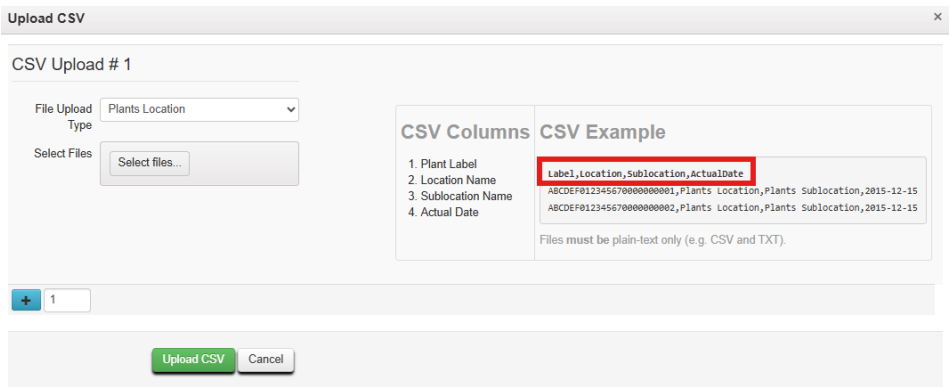 Upload CSV ×
CSV Upload # 1
File Upload Type
Plants Location
Select Files
Select files...
CSV Columns
1. Plant Label
2. Location Name
3. Sublocation Name
4. Actual Date
CSV Example
Label,Location,Sublocation,ActualDate
ABCDEF012345670000000001,Plants Location,Plants Sublocation,2015-12-15
ABCDEF012345670000000002,Plants Location,Plants Sublocation,2015-12-15
Files must be plain-text only (e.g. CSV and TXT).
+ 1
Upload CSV Cancel